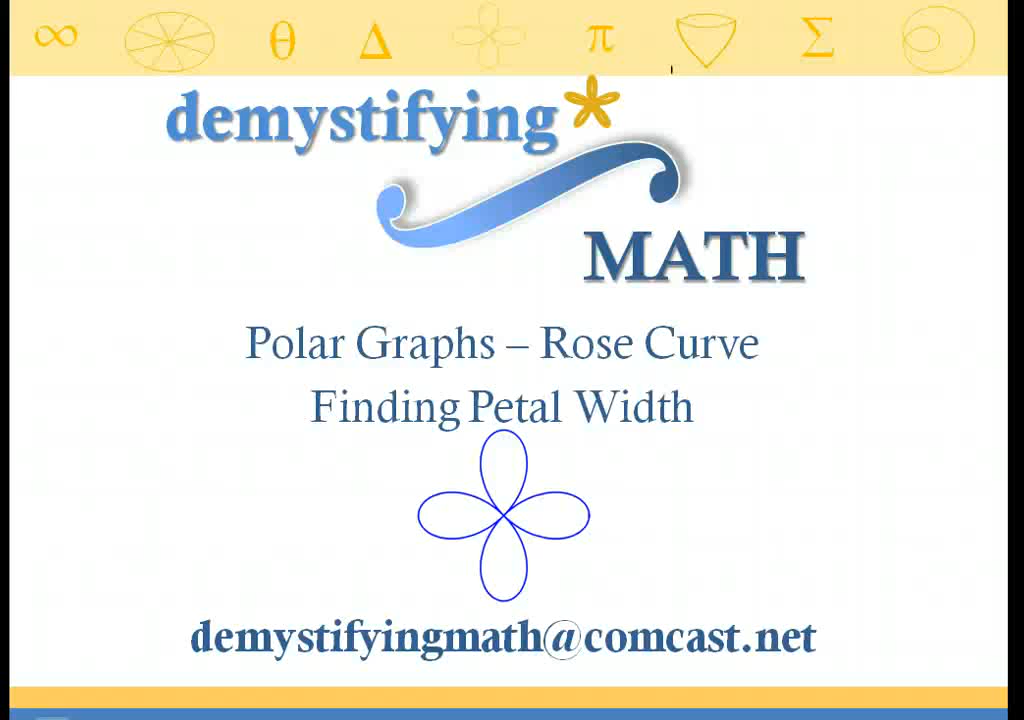 ∞ θ Δ π Σ
demystifying
MATH
Polar Graphs – Rose Curve
Finding Petal Width
demystifyingmath@comcast.net